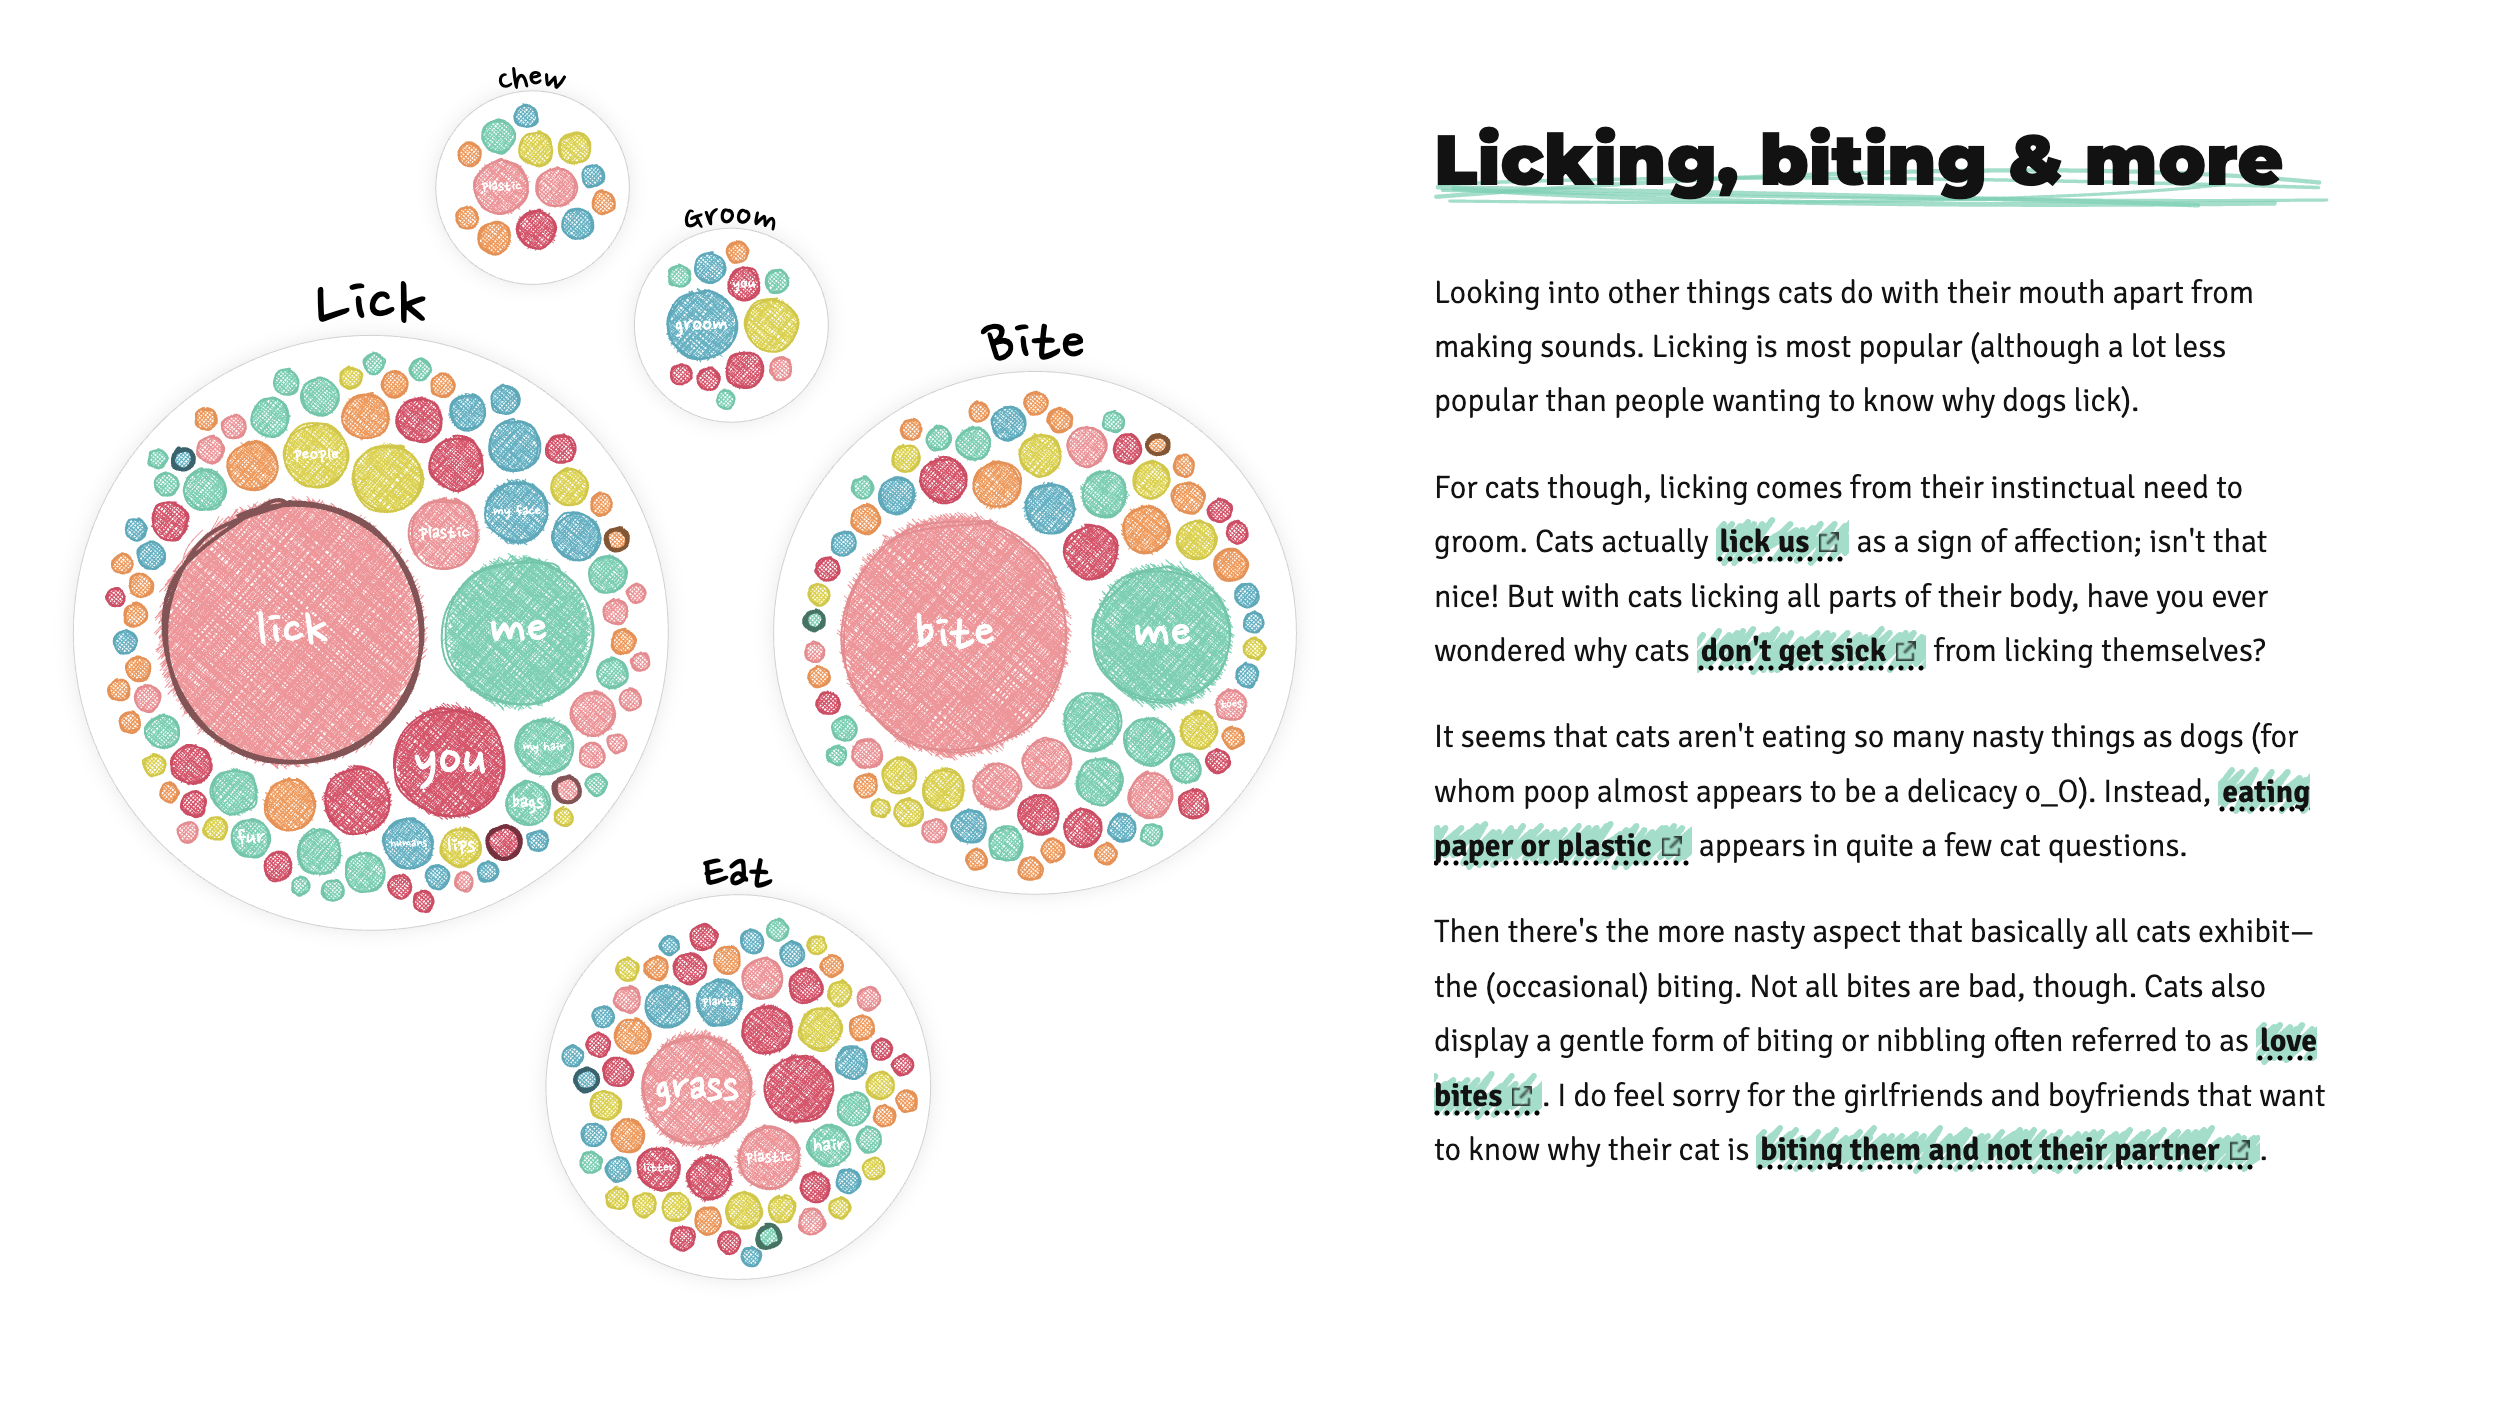 chew
plastic
Groom
you
groom
Lick
people
plastic
my face
lick
me
you
my hair
bags
fur
humans
lips
Bite
bite
me
toes
Eat
plants
grass
hair
plastic
litter
Licking, biting & more
Looking into other things cats do with their mouth apart from
making sounds. Licking is most popular (although a lot less
popular than people wanting to know why dogs lick).
For cats though, licking comes from their instinctual need to
groom. Cats actually lick us as a sign of affection; isn't that
nice! But with cats licking all parts of their body, have you ever
wondered why cats don't get sick from licking themselves?
It seems that cats aren't eating so many nasty things as dogs (for
whom poop almost appears to be a delicacy o_O). Instead, eating
paper or plastic appears in quite a few cat questions.
Then there's the more nasty aspect that basically all cats exhibit—
the (occasional) biting. Not all bites are bad, though. Cats also
display a gentle form of biting or nibbling often referred to as love
bites. I do feel sorry for the girlfriends and boyfriends that want
to know why their cat is biting them and not their partner.